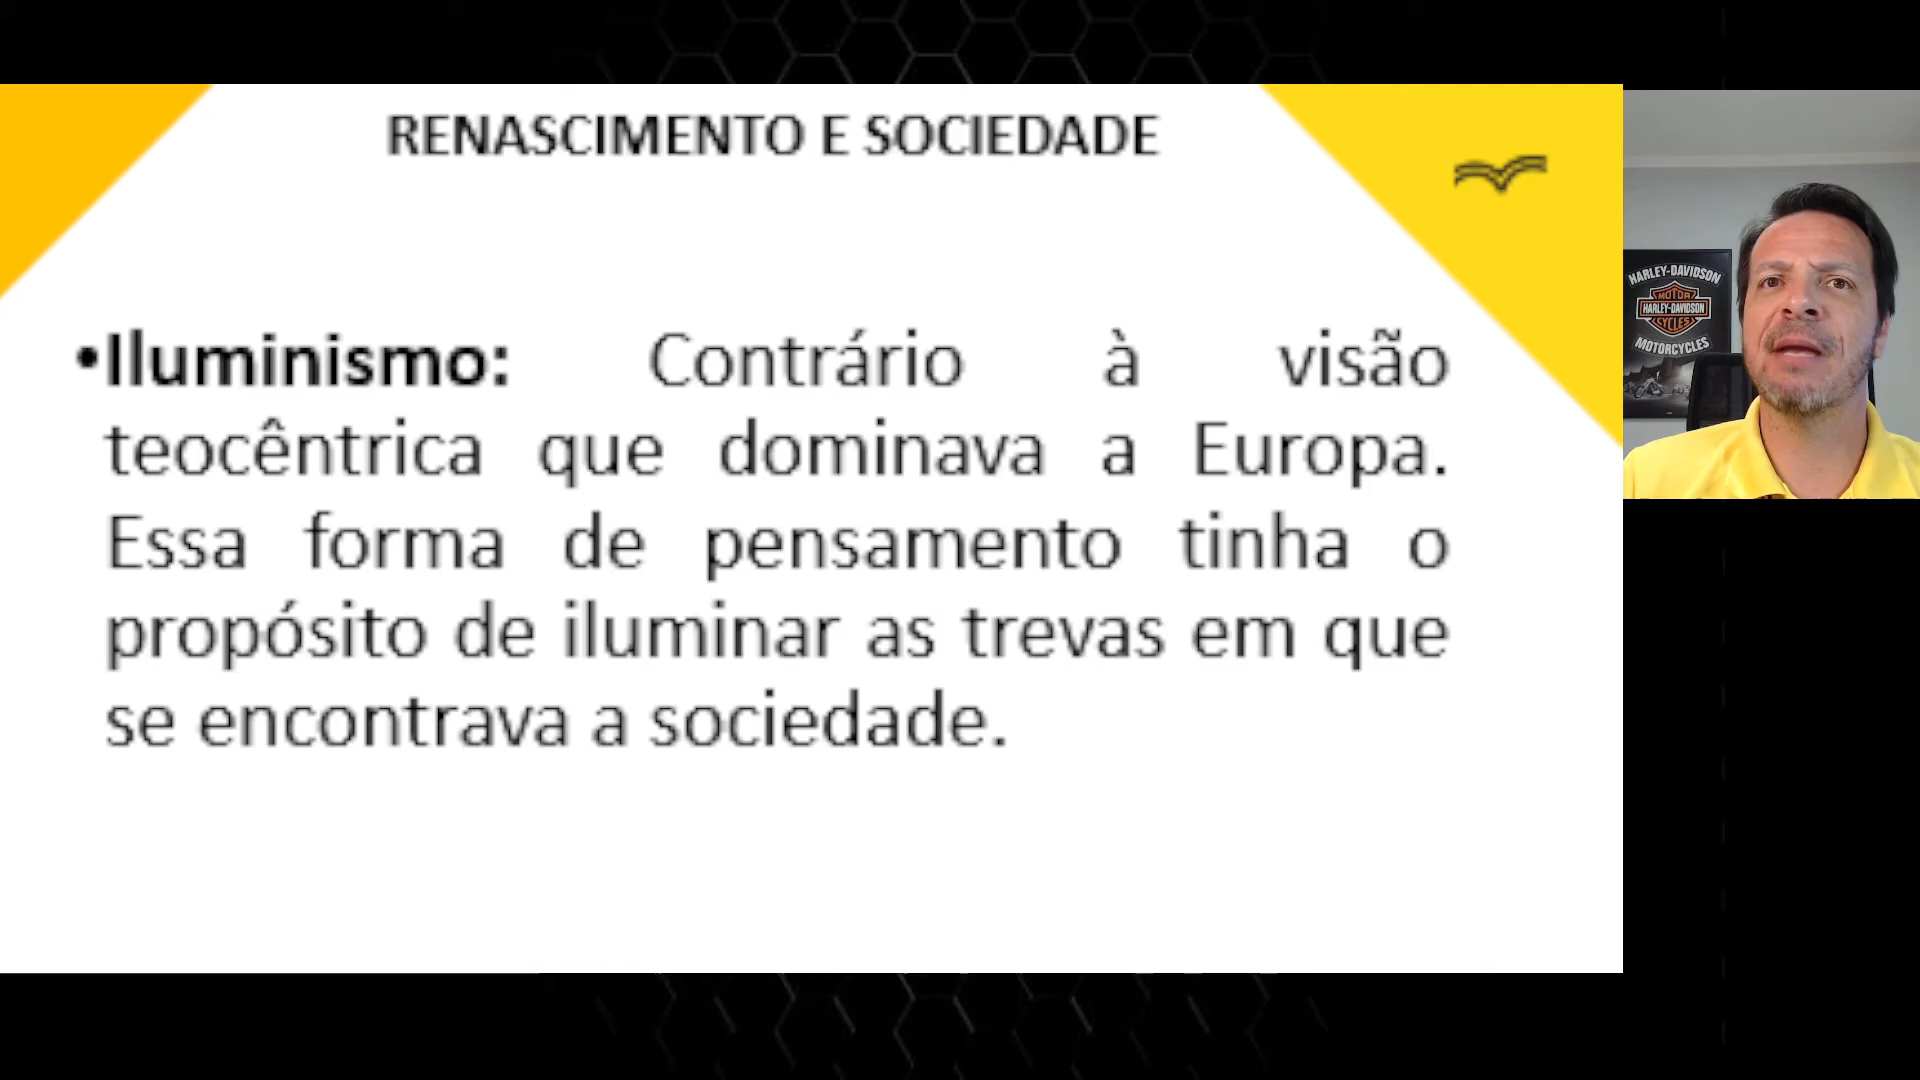 RENASCIMENTO E SOCIEDADE
•Iluminismo: Contrário à visão
teocêntrica que dominava a Europa.
Essa forma de pensamento tinha o
propósito de iluminar as trevas em que
se encontrava a sociedade.
HARLEY-DAVIDSON
MOTOR
HARLEY-DAVIDSON
CYCLES
MOTORCYCLES